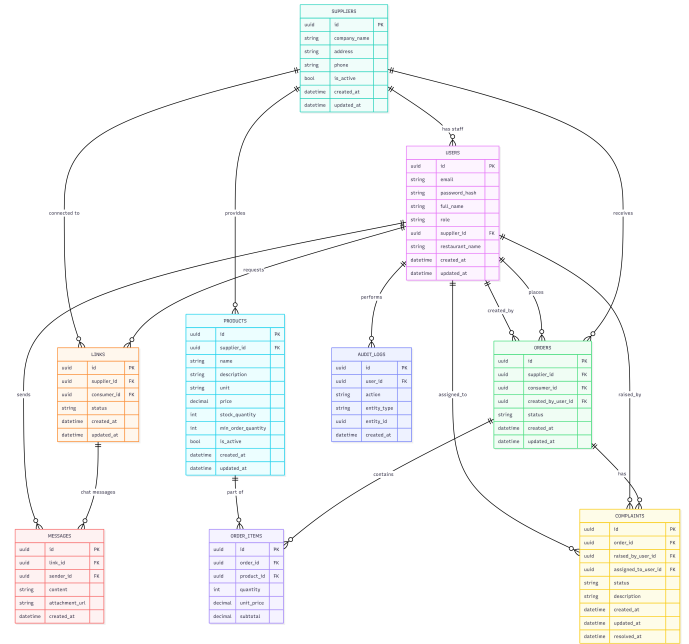 SUPPLIERS
uuid id PK
string company_name
string address
string phone
bool is_active
datetime created_at
datetime updated_at
has staff
USERS
uuid id PK
string email
string password_hash
string full_name
string role
uuid supplier_id FK
string restaurant_name
datetime created_at
datetime updated_at
connected to
provides
receives
requests
performs
places
created_by
PRODUCTS
uuid id PK
uuid supplier_id FK
string name
string description
string unit
decimal price
int stock_quantity
int min_order_quantity
bool is_active
datetime created_at
datetime updated_at
LINKS
uuid id PK
uuid supplier_id FK
uuid consumer_id FK
string status
datetime created_at
datetime updated_at
AUDIT_LOGS
uuid id PK
uuid user_id FK
string action
string entity_type
uuid entity_id
datetime created_at
ORDERS
uuid id PK
uuid supplier_id FK
uuid consumer_id FK
uuid created_by_user_id FK
string status
datetime created_at
datetime updated_at
sends
assigned_to
raised_by
contains
has
chat messages
part of
MESSAGES
uuid id PK
uuid link_id FK
uuid sender_id FK
string content
string attachment_url
datetime created_at
ORDER_ITEMS
uuid id PK
uuid order_id FK
uuid product_id FK
int quantity
decimal unit_price
decimal subtotal
COMPLAINTS
uuid id PK
uuid order_id FK
uuid raised_by_user_id FK
uuid assigned_to_user_id FK
string status
string description
datetime created_at
datetime updated_at
datetime resolved_at